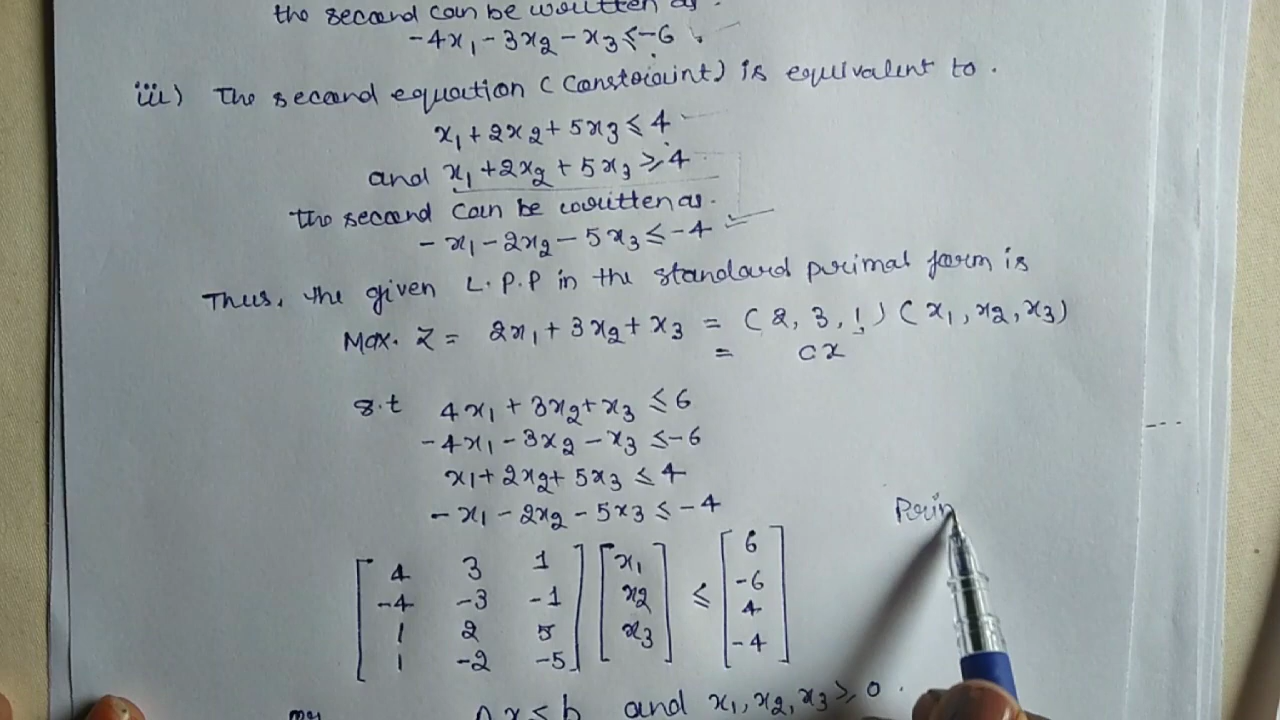 the second can be written as
-4x₁ - 3x₂ - x₃ ≤ -6
iii) The second equation (constraint) is equivalent to.
x₁ + 2x₂ + 5x₃ ≤ 4
and x₁ + 2x₂ + 5x₃ ≥ 4
the second can be written as.
- x₁ - 2x₂ - 5x₃ ≤ -4
Thus, the given L.P.P in the standard primal form is
Max. Z = 2x₁ + 3x₂ + x₃ = (2, 3, 1) (x₁, x₂, x₃)
= cx
s.t 4x₁ + 3x₂ + x₃ ≤ 6
-4x₁ - 3x₂ - x₃ ≤ -6
x₁ + 2x₂ + 5x₃ ≤ 4
- x₁ - 2x₂ - 5x₃ ≤ -4
Prim
[4 3 1] [x₁] [6]
[-4 -3 -1] [x₂] ≤ [-6]
[1 2 5] [x₃] [4]
[1 -2 -5] [-4]
Ax ≤ b and x₁, x₂, x₃ ≥ 0.